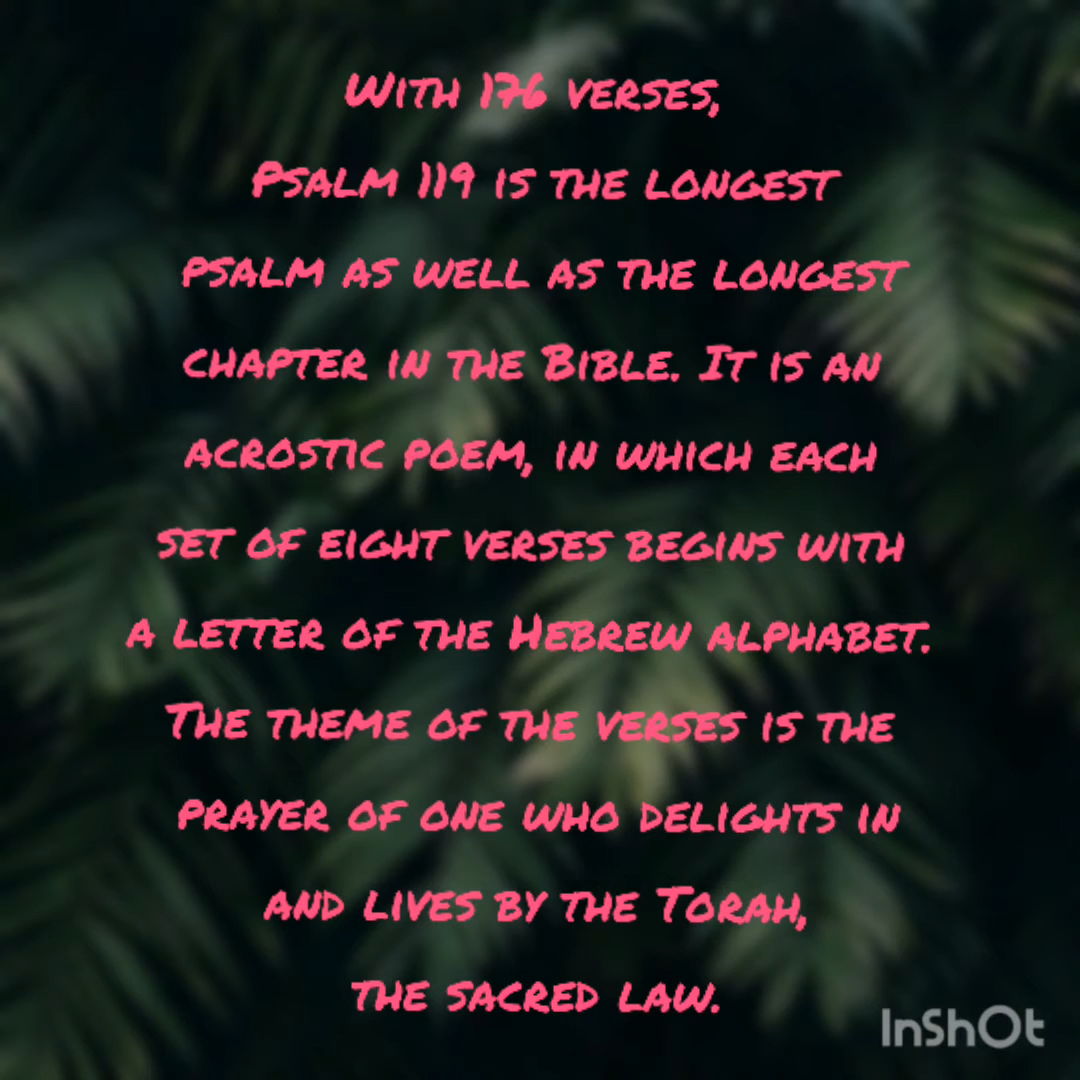 With 176 verses,
Psalm 119 is the longest
psalm as well as the longest
chapter in the Bible. It is an
acrostic poem, in which each
set of eight verses begins with
a letter of the Hebrew alphabet.
The theme of the verses is the
prayer of one who delights in
and lives by the Torah,
the sacred law.
InShOt